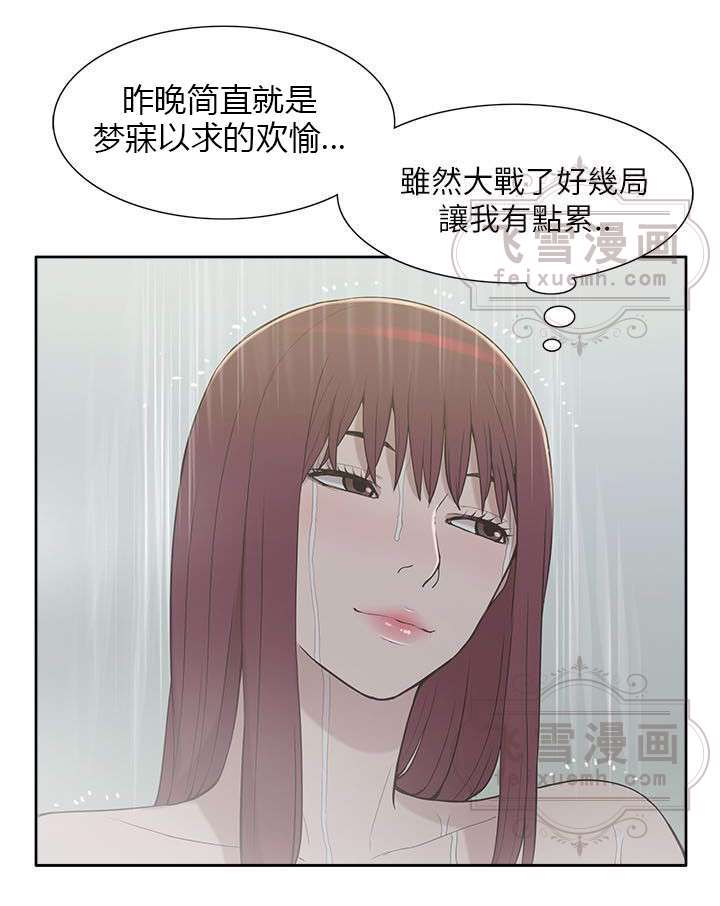 昨晚简直就是
梦寐以求的欢愉...
雖然大戰了好幾局
讓我有點累..
飞雪漫画
feixuemh.com
飞雪漫画
feixuemh.com